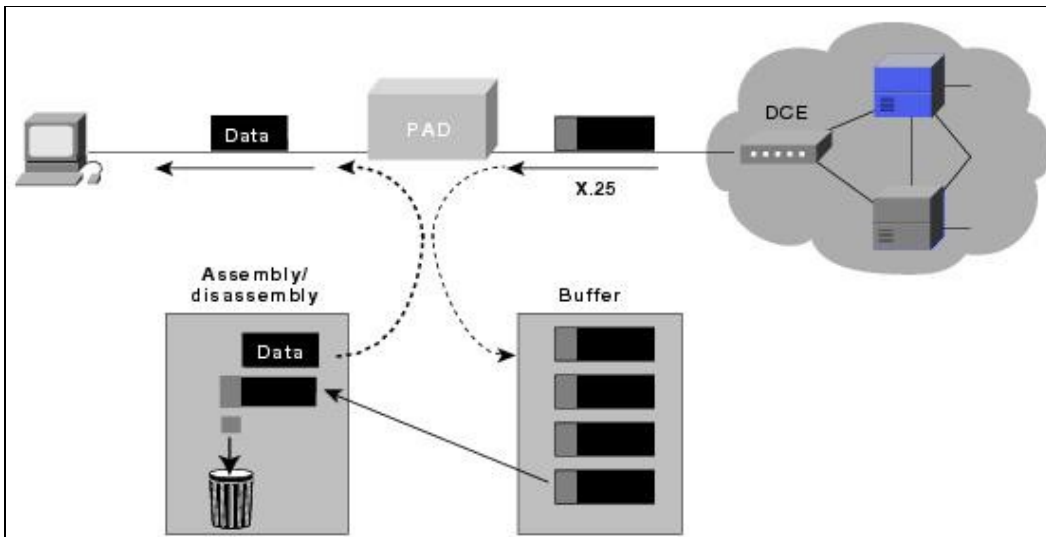 DCE
Data
PAD
X.25
Assembly/
disassembly
Buffer
Data